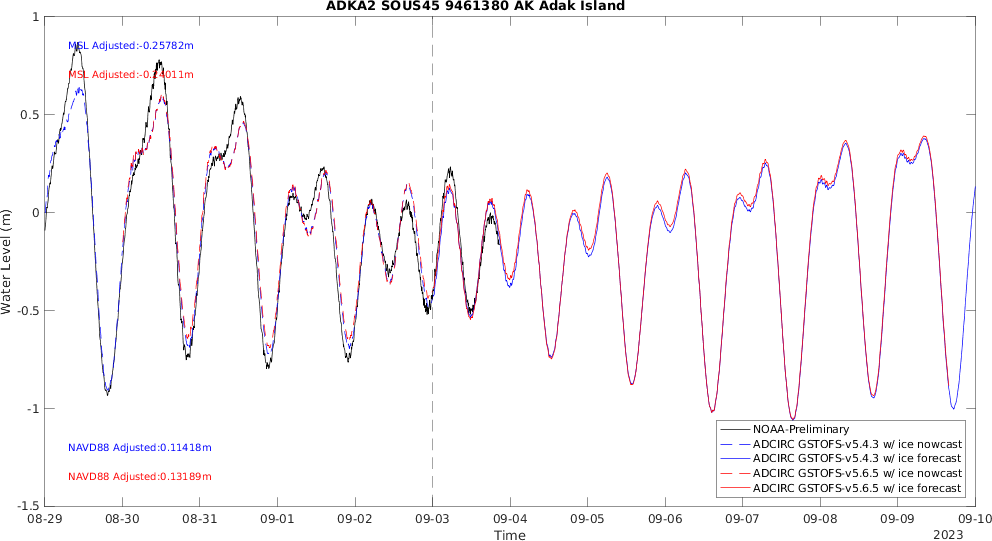 ADKA2 SOUS45 9461380 AK Adak Island
Water Level (m)
1
0.5
0
-0.5
-1
-1.5
MSL Adjusted:-0.25782m
MSL Adjusted:-0.24011m
NAVD88 Adjusted:0.11418m
NAVD88 Adjusted:0.13189m
NOAA-Preliminary
ADCIRC GSTOFS-v5.4.3 w/ ice nowcast
ADCIRC GSTOFS-v5.4.3 w/ ice forecast
ADCIRC GSTOFS-v5.6.5 w/ ice nowcast
ADCIRC GSTOFS-v5.6.5 w/ ice forecast
08-29 08-30 08-31 09-01 09-02 09-03 09-04 09-05 09-06 09-07 09-08 09-09 09-10
Time
2023